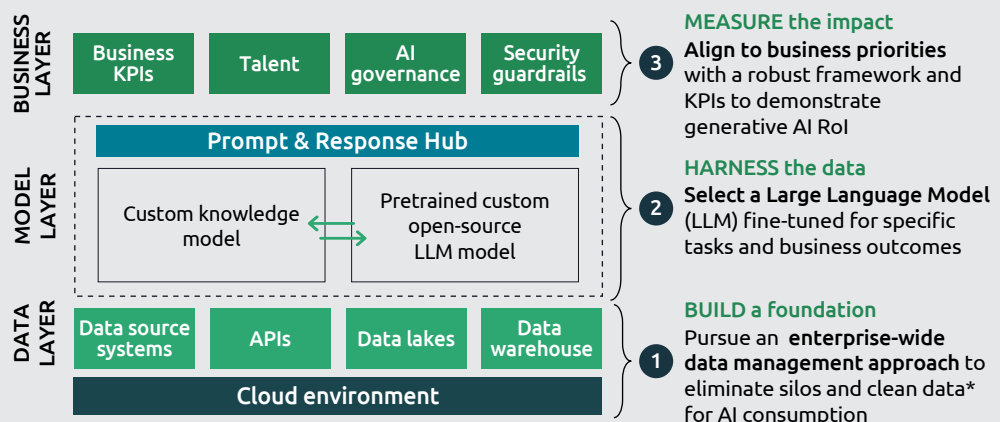 BUSINESS
LAYER
Business
KPIs
Talent
AI
governance
Security
guardrails
3
MEASURE the impact
Align to business priorities
with a robust framework and
KPIs to demonstrate
generative AI RoI
MODEL
LAYER
Prompt & Response Hub
Custom knowledge
model
Pretrained custom
open-source
LLM model
2
HARNESS the data
Select a Large Language Model
(LLM) fine-tuned for specific
tasks and business outcomes
DATA
LAYER
Data source
systems
APIs
Data lakes
Data
warehouse
Cloud environment
1
BUILD a foundation
Pursue an enterprise-wide
data management approach to
eliminate silos and clean data*
for AI consumption